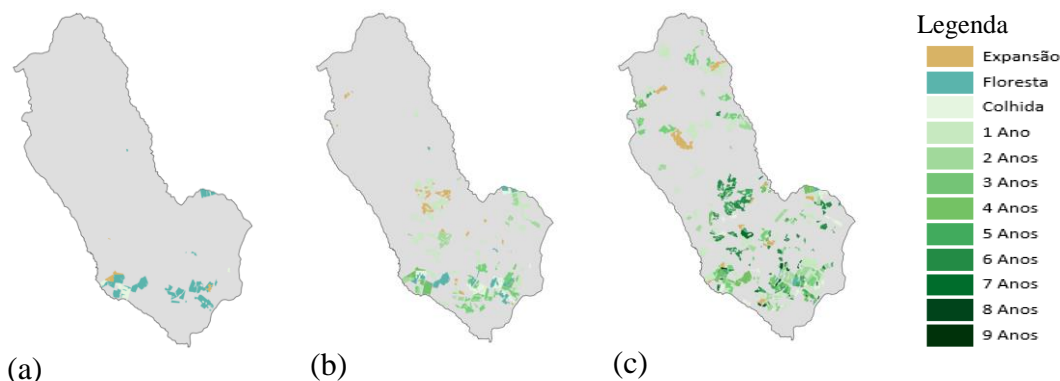 Legenda
Expansão
Floresta
Colhida
1 Ano
2 Anos
3 Anos
4 Anos
5 Anos
6 Anos
7 Anos
8 Anos
9 Anos
(a) (b) (c)